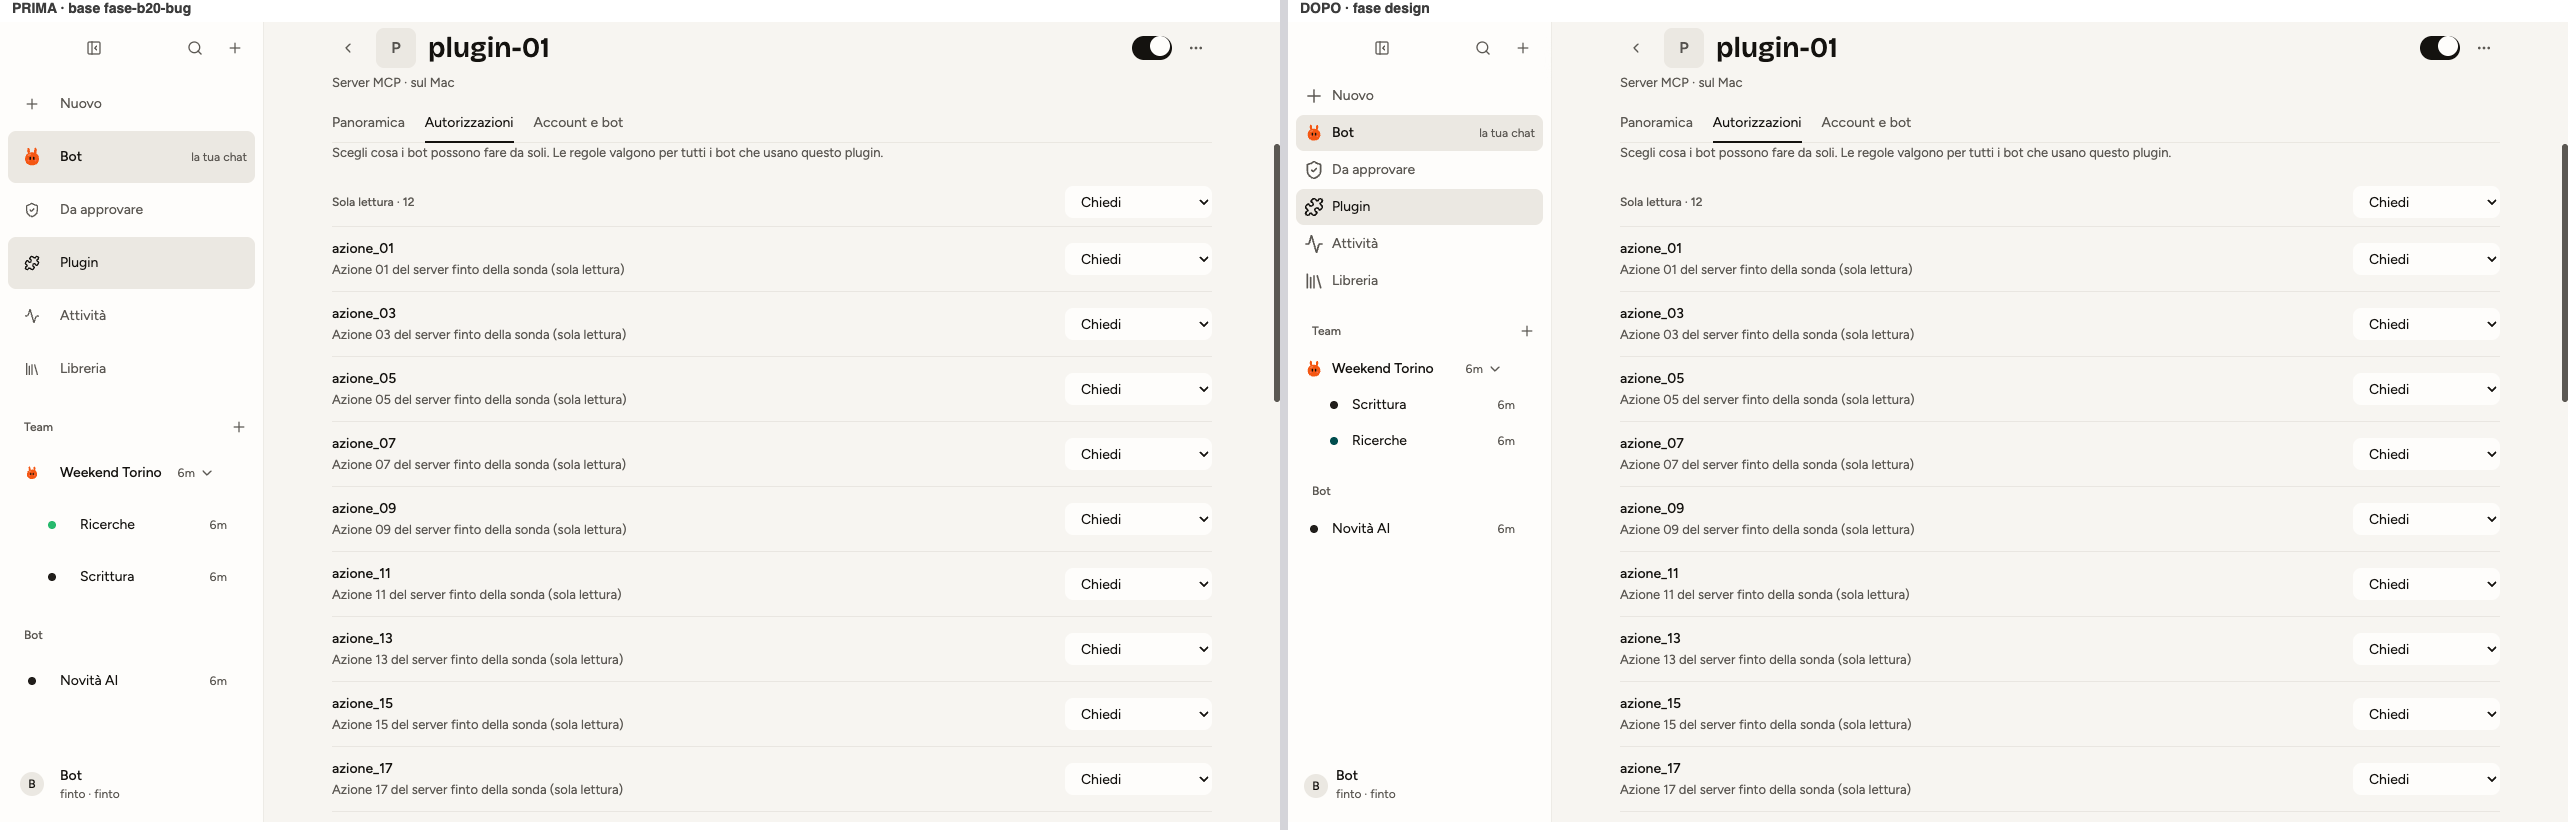 PRIMA · base fase-b20-bug
P
plugin-01
Server MCP · sul Mac
Nuovo
Bot
la tua chat
Da approvare
Plugin
Attività
Libreria
Team
Weekend Torino
6m
Ricerche
6m
Scrittura
6m
Bot
Novità AI
6m
B
Bot
finto · finto
Panoramica
Autorizzazioni
Account e bot
Scegli cosa i bot possono fare da soli. Le regole valgono per tutti i bot che usano questo plugin.
Sola lettura · 12
Chiedi
azione_01
Azione 01 del server finto della sonda (sola lettura)
Chiedi
azione_03
Azione 03 del server finto della sonda (sola lettura)
Chiedi
azione_05
Azione 05 del server finto della sonda (sola lettura)
Chiedi
azione_07
Azione 07 del server finto della sonda (sola lettura)
Chiedi
azione_09
Azione 09 del server finto della sonda (sola lettura)
Chiedi
azione_11
Azione 11 del server finto della sonda (sola lettura)
Chiedi
azione_13
Azione 13 del server finto della sonda (sola lettura)
Chiedi
azione_15
Azione 15 del server finto della sonda (sola lettura)
Chiedi
azione_17
Azione 17 del server finto della sonda (sola lettura)
Chiedi
DOPO · fase design
P
plugin-01
Server MCP · sul Mac
Nuovo
Bot
la tua chat
Da approvare
Plugin
Attività
Libreria
Team
Weekend Torino
6m
Scrittura
6m
Ricerche
6m
Bot
Novità AI
6m
B
Bot
finto · finto
Panoramica
Autorizzazioni
Account e bot
Scegli cosa i bot possono fare da soli. Le regole valgono per tutti i bot che usano questo plugin.
Sola lettura · 12
Chiedi
azione_01
Azione 01 del server finto della sonda (sola lettura)
Chiedi
azione_03
Azione 03 del server finto della sonda (sola lettura)
Chiedi
azione_05
Azione 05 del server finto della sonda (sola lettura)
Chiedi
azione_07
Azione 07 del server finto della sonda (sola lettura)
Chiedi
azione_09
Azione 09 del server finto della sonda (sola lettura)
Chiedi
azione_11
Azione 11 del server finto della sonda (sola lettura)
Chiedi
azione_13
Azione 13 del server finto della sonda (sola lettura)
Chiedi
azione_15
Azione 15 del server finto della sonda (sola lettura)
Chiedi
azione_17
Azione 17 del server finto della sonda (sola lettura)
Chiedi